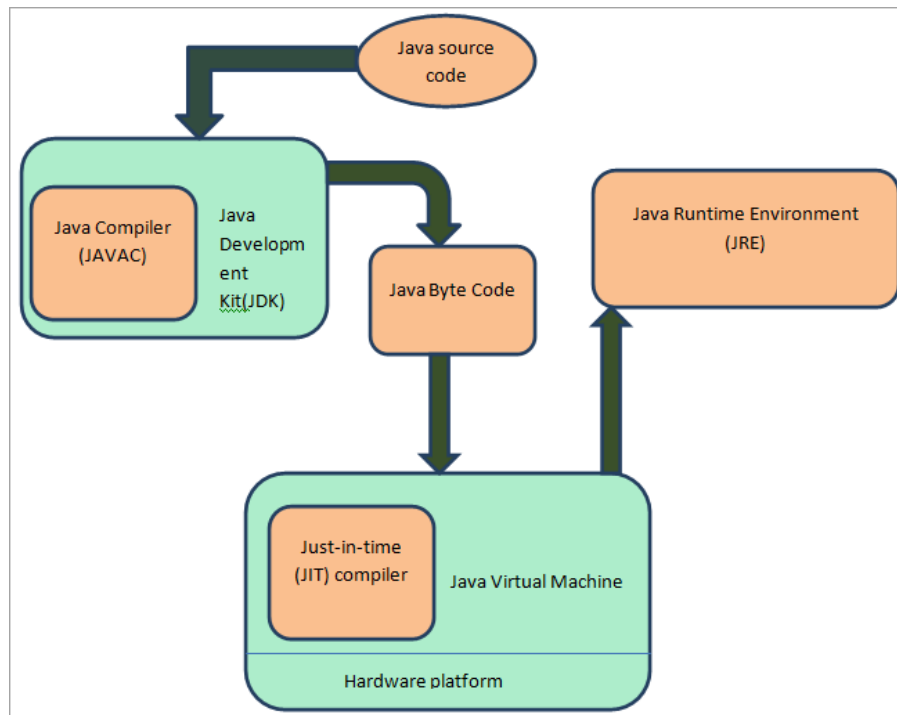 Java source
code
Java Compiler
(JAVAC)
Java
Developm
ent
Kit(JDK)
Java Byte Code
Java Runtime Environment
(JRE)
Just-in-time
(JIT) compiler
Java Virtual Machine
Hardware platform